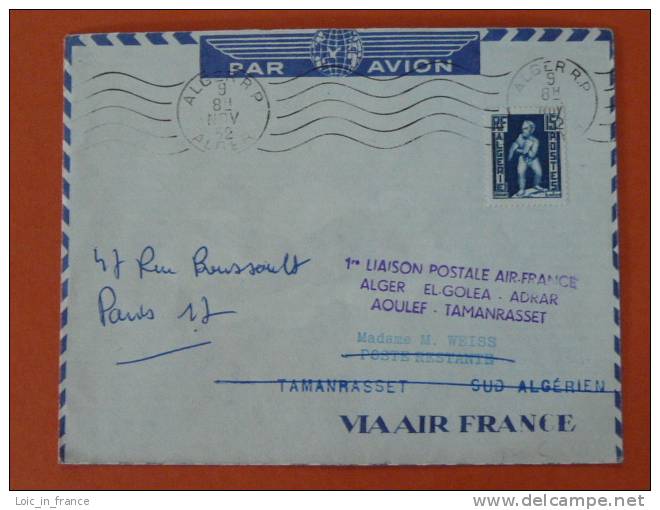 PAR AVION
ALGER R.P.
9
8H
NOV
52
ALGER
ALGER R.P.
9
8H
NOV
52
RF 15F
ALGERIE POSTES
47 Rue Boussault
Paris 17
1re LIAISON POSTALE AIR-FRANCE
ALGER EL-GOLEA - ADRAR
AOULEF - TAMANRASSET
Madame M. WEISS
POSTE RESTANTE
TAMANRASSET SUD ALGÉRIEN
VIA AIR FRANCE
Loic_in_france
delcampe.net